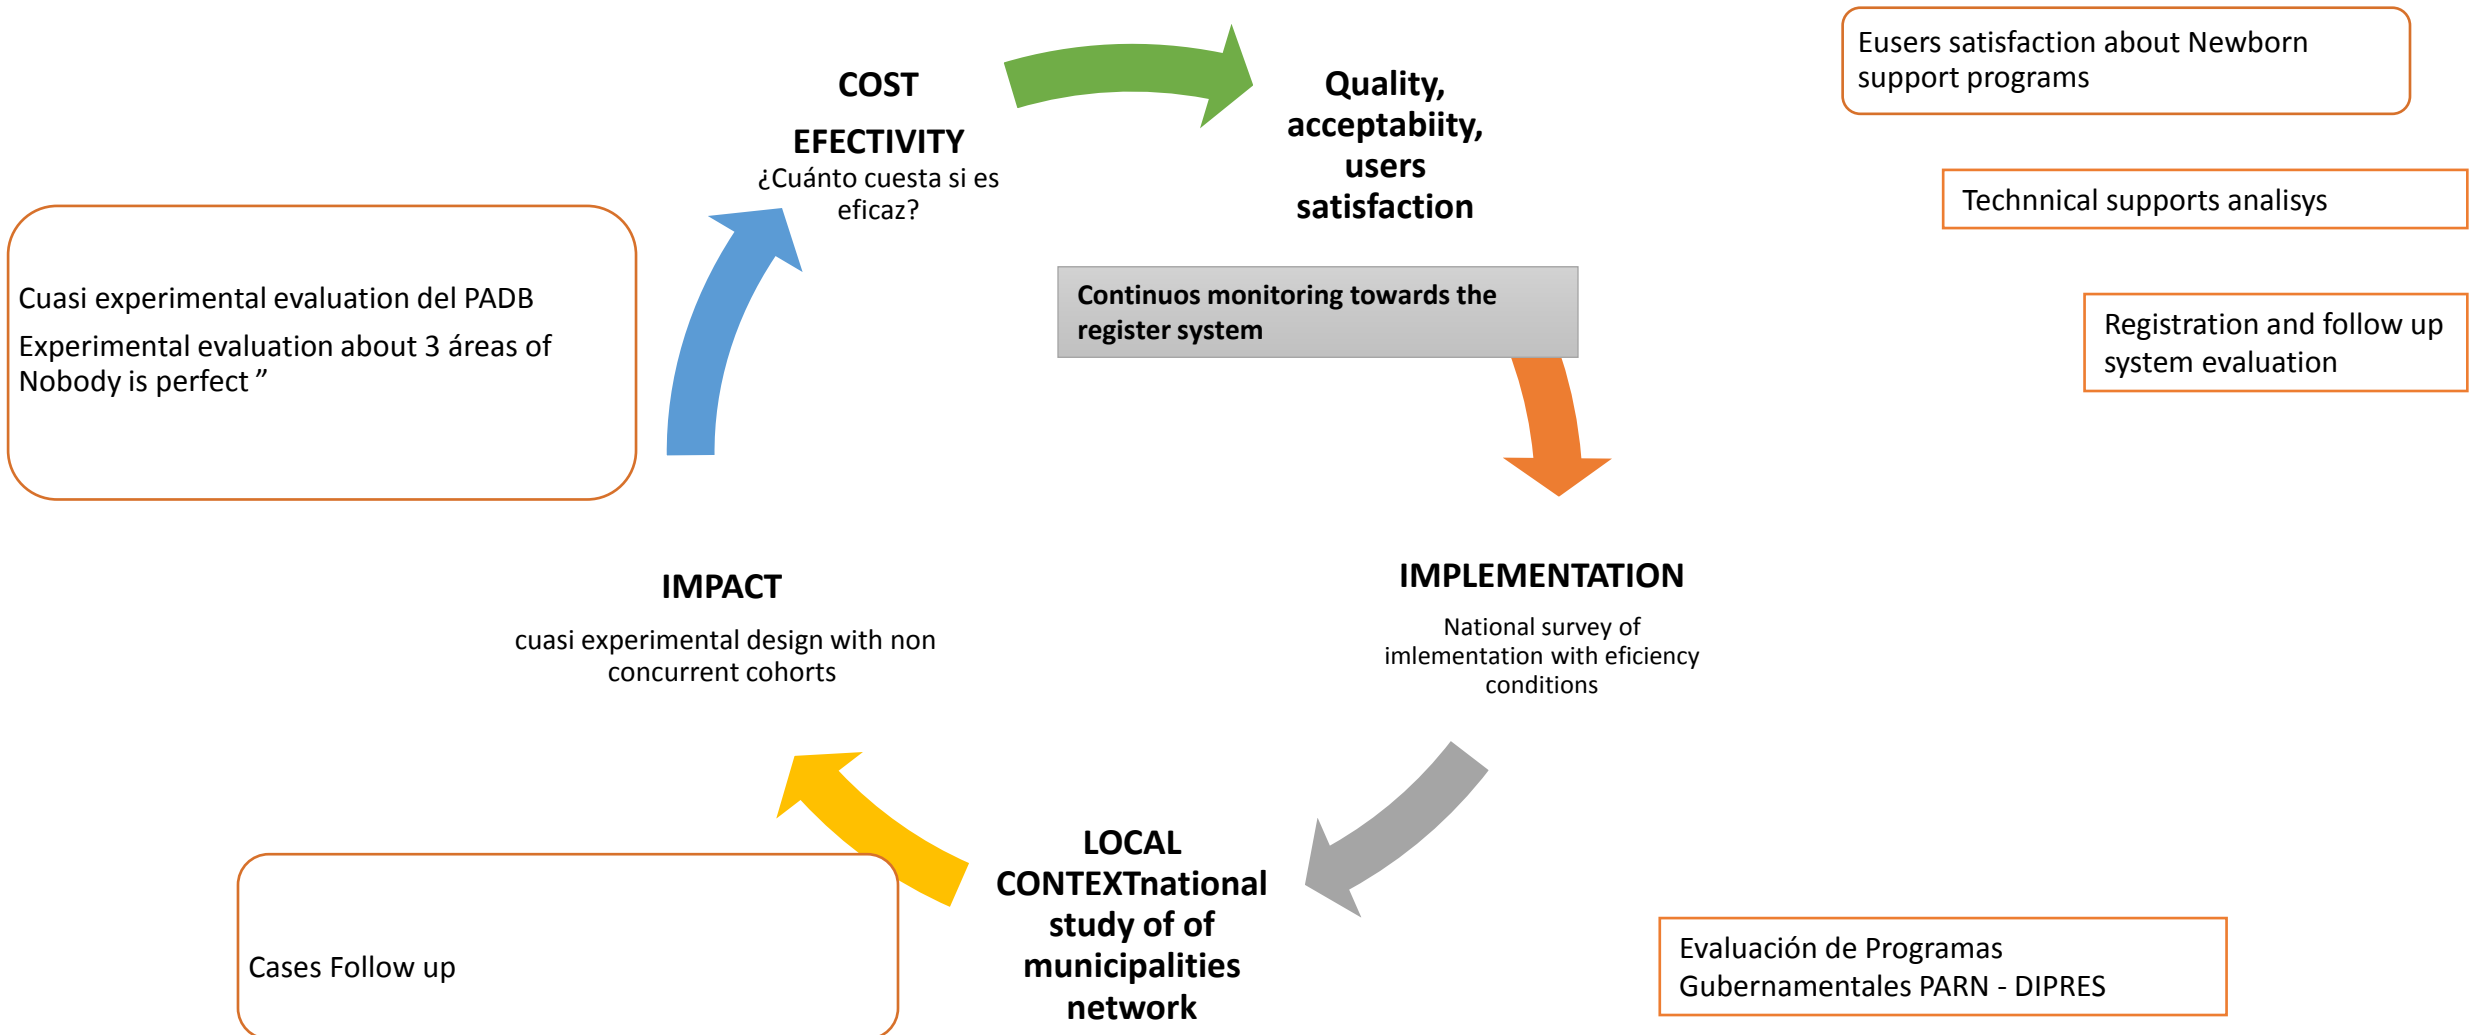 COST
EFECTIVITY
¿Cuánto cuesta si es
eficaz?
Quality,
acceptabiity,
users
satisfaction
Eusers satisfaction about Newborn
support programs
Technnical supports analisys
Registration and follow up
system evaluation
Continuos monitoring towards the
register system
Cuasi experimental evaluation del PADB
Experimental evaluation about 3 áreas of
Nobody is perfect ”
IMPACT
cuasi experimental design with non
concurrent cohorts
IMPLEMENTATION
National survey of
imlementation with eficiency
conditions
LOCAL
CONTEXTnational
study of of
municipalities
network
Cases Follow up
Evaluación de Programas
Gubernamentales PARN - DIPRES